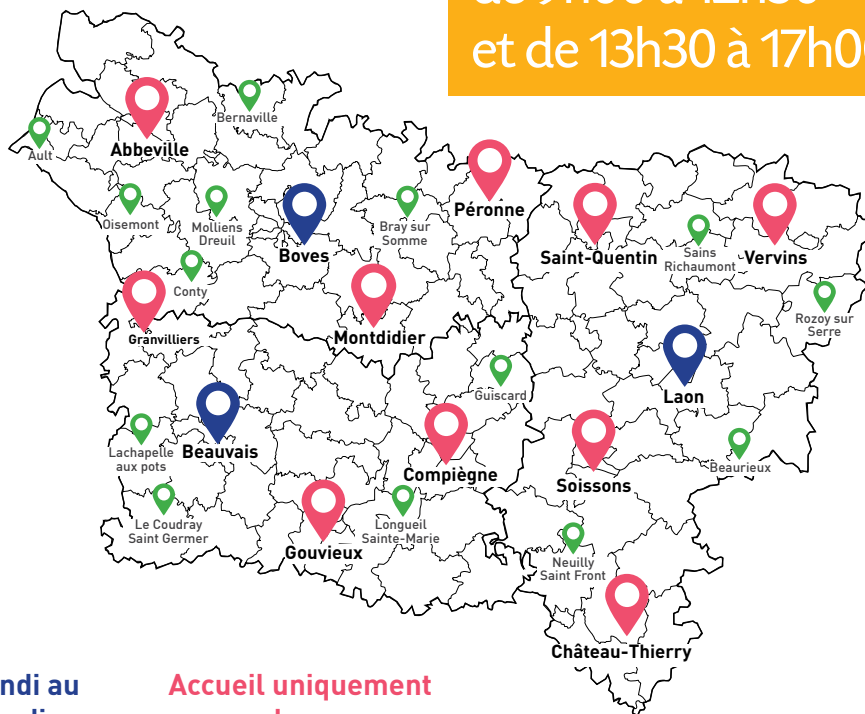 et de 13h30 à 17h00
Bernaville
Ault
Abbeville
Péronne
Oisemont
Molliens
Dreuil
Bray sur
Somme
Boves
Saint-Quentin
Sains
Richaumont
Vervins
Conty
Rozoy sur
Serre
Granvilliers
Montdidier
Guiscard
Laon
Lachapelle
aux pots
Beauvais
Compiègne
Soissons
Beaurieux
Le Coudray
Saint Germer
Gouvieux
Longueil
Sainte-Marie
Neuilly
Saint Front
Château-Thierry
ndi au
Accueil uniquement